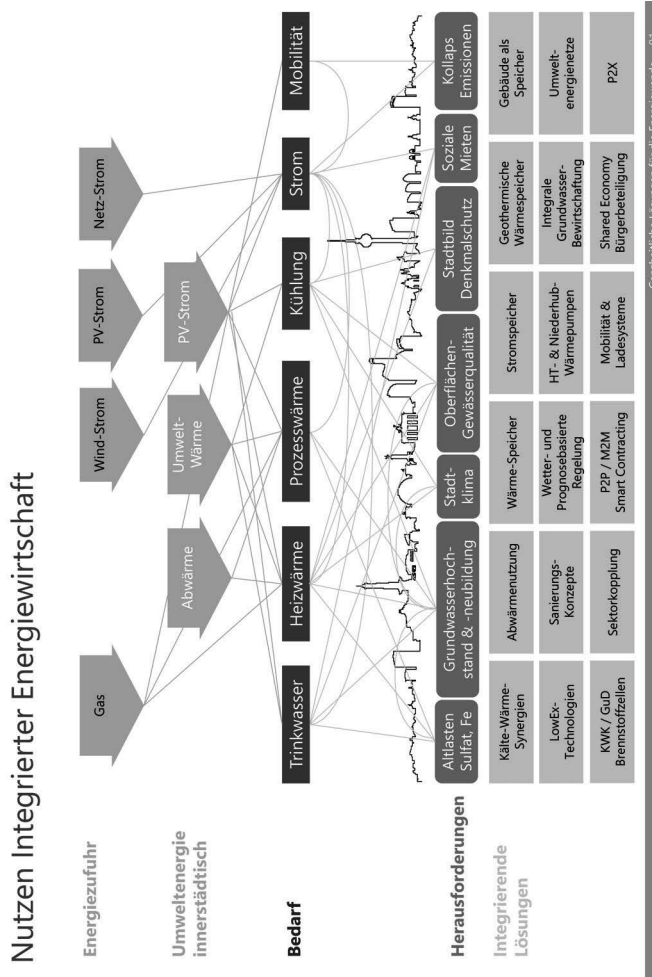 Nutzen Integrierter Energiewirtschaft
Energiezufuhr
Gas
Wind-Strom
PV-Strom
Netz-Strom
Umweltenergie
innerstädtisch
Abwärme
Umwelt-
Wärme
PV-Strom
Bedarf
Trinkwasser
Heizwärme
Prozesswärme
Kühlung
Strom
Mobilität
Herausforderungen
Altlasten
Sulfat, Fe
Grundwasserhoch-
stand & -neubildung
Stadt-
klima
Oberflächen-
Gewässerqualität
Stadtbild
Denkmalschutz
Soziale
Mieten
Kollaps
Emissionen
Integrierende
Lösungen
Kälte-Wärme-
Synergien
Abwärmenutzung
Wärme-Speicher
Stromspeicher
Geothermische
Wärmespeicher
Gebäude als
Speicher
LowEx-
Technologien
Sanierungs-
Konzepte
Wetter- und
Prognosebasierte
Regelung
HT- & Niederhub-
Wärmepumpen
Integrale
Grundwasser-
Bewirtschaftung
Umwelt-
energienetze
KWK / GuD
Brennstoffzellen
Sektorkopplung
P2P / M2M
Smart Contracting
Mobilität &
Ladesysteme
Shared Economy
Bürgerbeteiligung
P2X